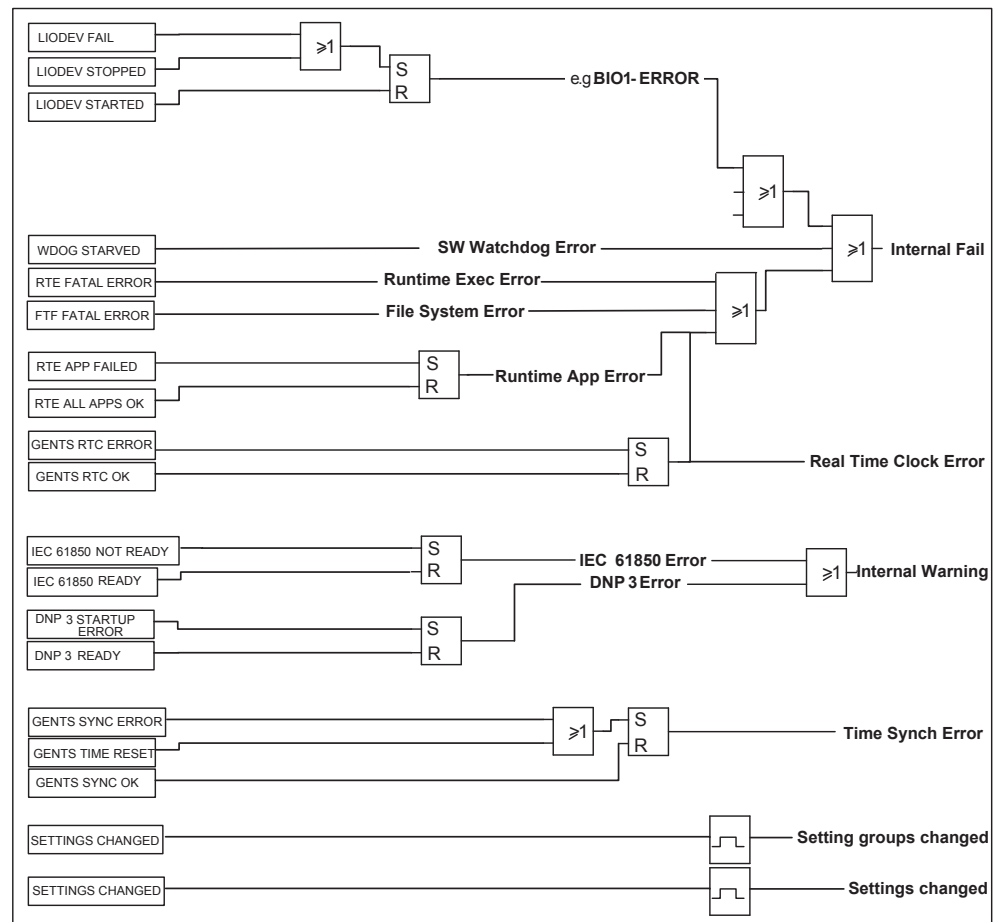 LIODEV FAIL
≥1
LIODEV STOPPED
S
R
e.g BIO1- ERROR
LIODEV STARTED
≥1
WDOG STARVED
SW Watchdog Error
≥1
Internal Fail
RTE FATAL ERROR
Runtime Exec Error
FTF FATAL ERROR
File System Error
≥1
RTE APP FAILED
S
R
Runtime App Error
RTE ALL APPS OK
GENTS RTC ERROR
S
R
Real Time Clock Error
GENTS RTC OK
IEC 61850 NOT READY
S
R
IEC 61850 Error
IEC 61850 READY
DNP 3 Error
≥1
Internal Warning
DNP 3 STARTUP
ERROR
S
R
DNP 3 READY
GENTS SYNC ERROR
≥1
S
R
Time Synch Error
GENTS TIME RESET
GENTS SYNC OK
SETTINGS CHANGED
Setting groups changed
SETTINGS CHANGED
Settings changed